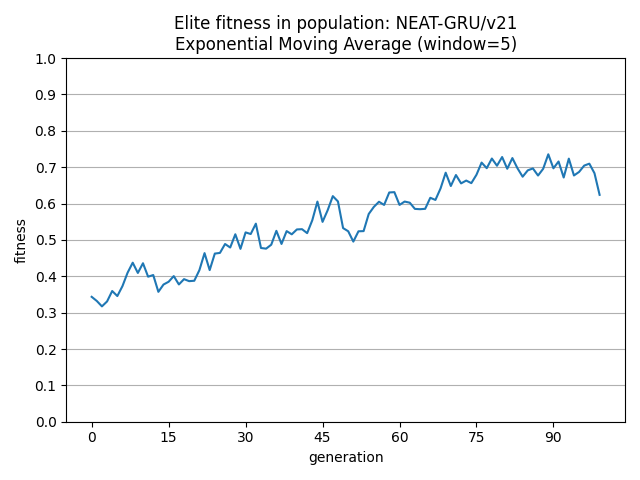 Elite fitness in population: NEAT-GRU/v21
Exponential Moving Average (window=5)
1.0
0.9
0.8
0.7
0.6
0.5
0.4
0.3
0.2
0.1
0.0
fitness
0 15 30 45 60 75 90
generation